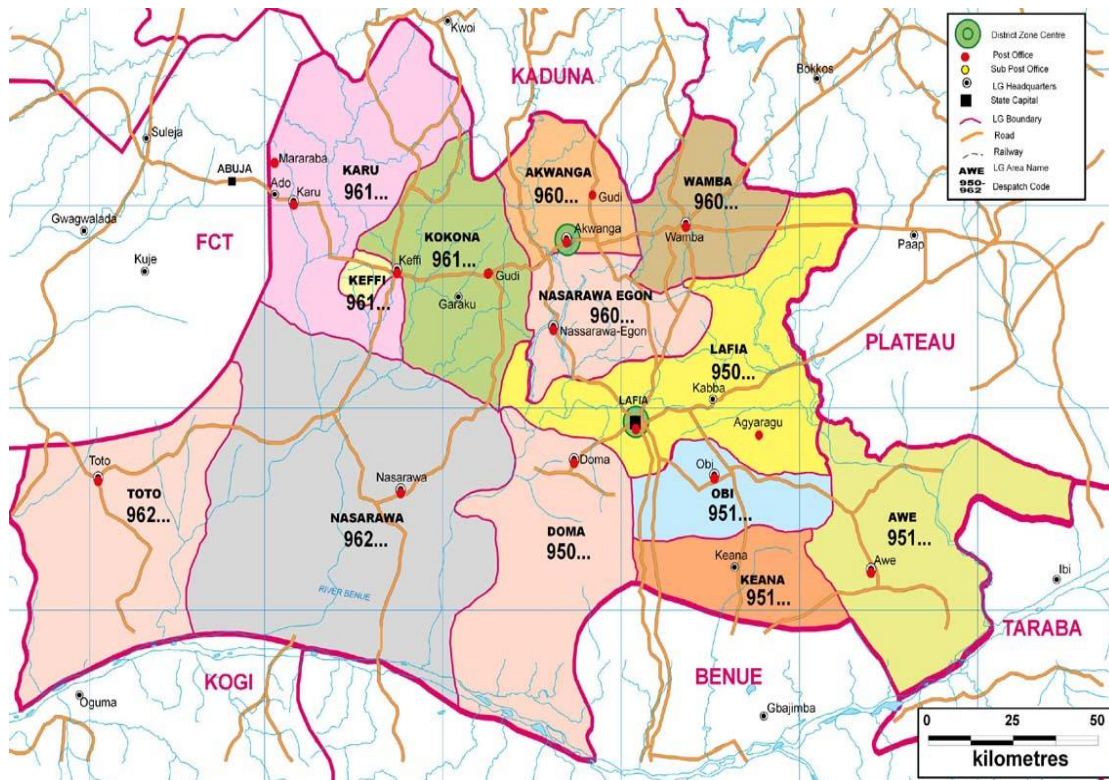 Kwoi
KADUNA
Bokkos
Suleja
ABUJA
Mararaba
Ado
Karu
KARU
961...
AKWANGA
960...
Gudi
Akwanga
WAMBA
960...
Wamba
Gwagwalada
FCT
Kuje
KOKONA
961...
Keffi
KEFFI
961...
Gudi
Garaku
NASARAWA EGON
960...
Nassarawa-Egon
Paap
PLATEAU
LAFIA
950...
Kabba
LAFIA
Agyaragu
Toto
TOTO
962...
Nasarawa
NASARAWA
962...
Doma
DOMA
950...
Obi
OBI
951...
Keana
KEANA
951...
AWE
951...
Awe
Ibi
TARABA
RIVER BENUE
KOGI
Oguma
BENUE
Gbajimba
District Zone Centre
Post Office
Sub Post Office
LG Headquarters
State Capital
LG Boundary
Road
Railway
AWE LG Area Name
950-
962 Despatch Code
0 25 50
kilometres